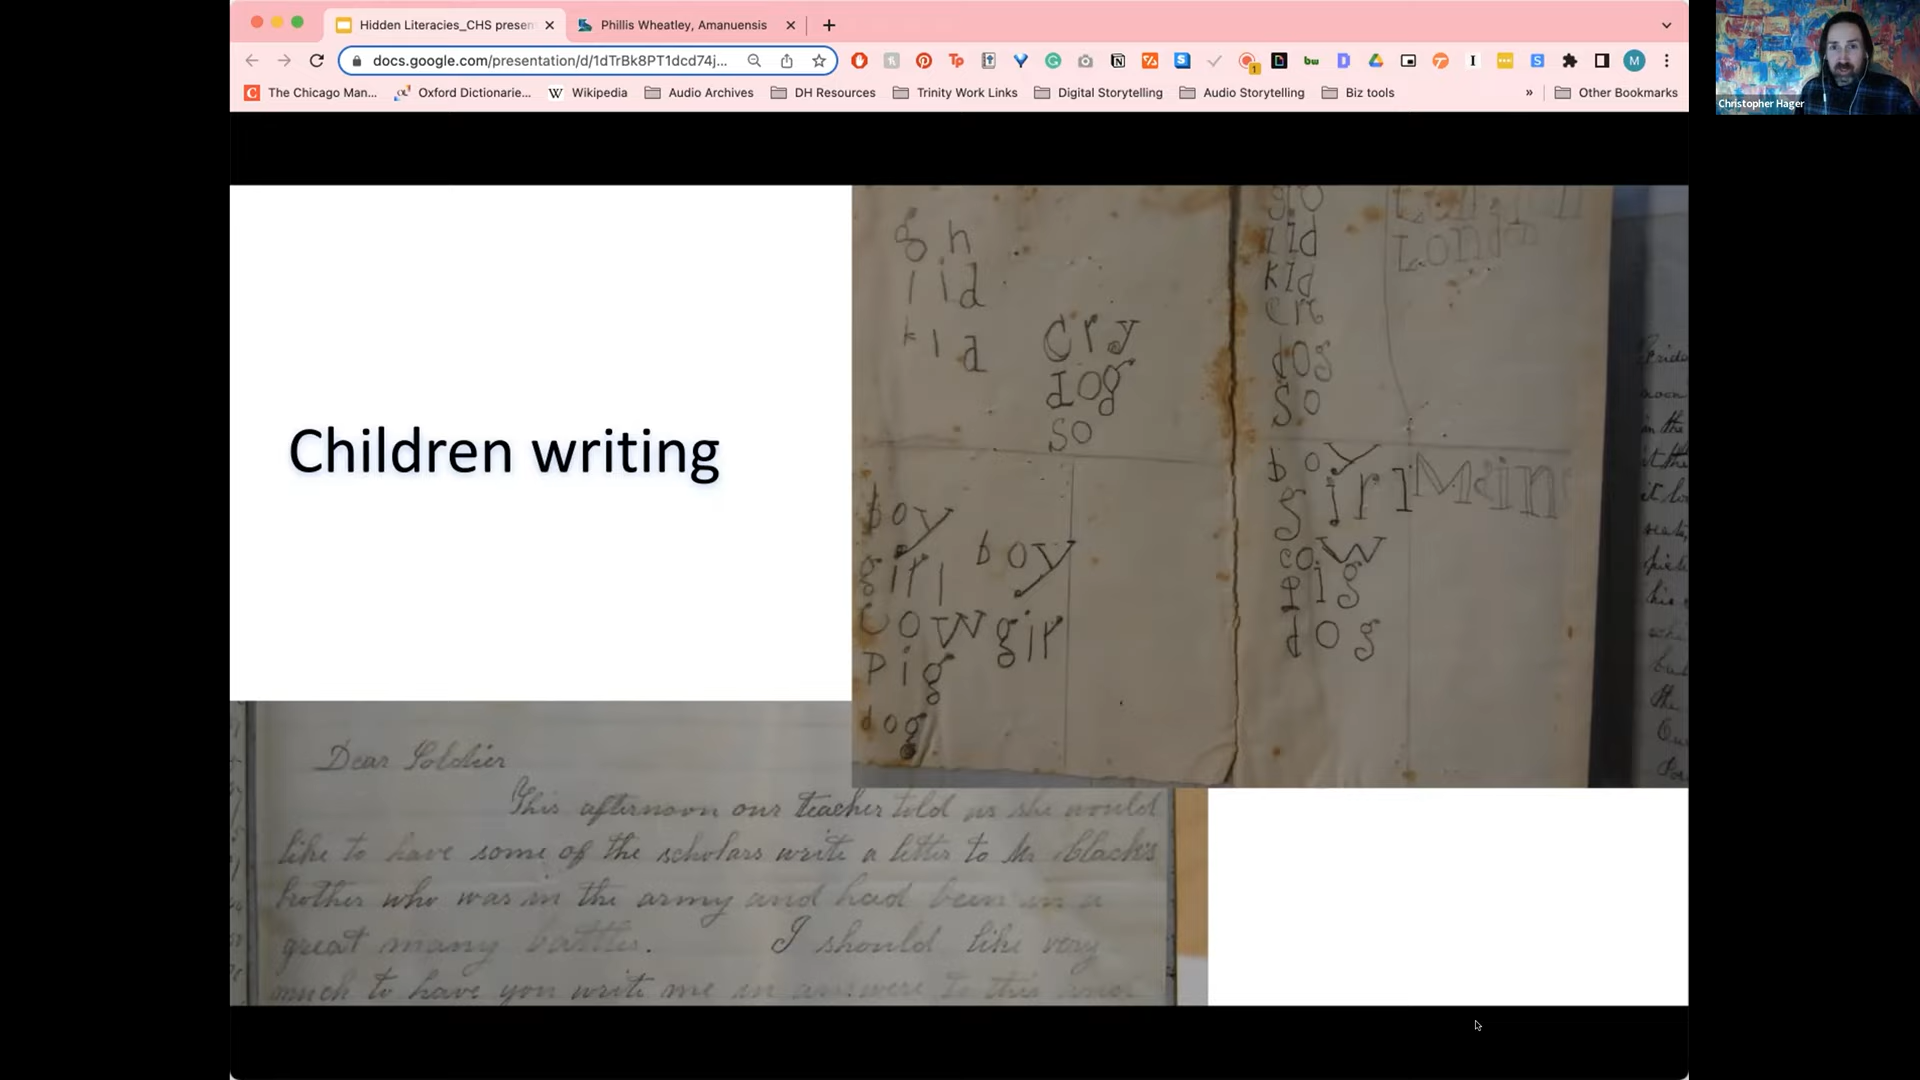 Hidden Literacies_CHS presen
Phillis Wheatley, Amanuensis
docs.google.com/presentation/d/1dTrBk8PT1dcd74j...
The Chicago Man...
Oxford Dictionarie...
Wikipedia
Audio Archives
DH Resources
Trinity Work Links
Digital Storytelling
Audio Storytelling
Biz tools
»
Other Bookmarks
Christopher Hager
Children writing
g h
l i d
k l d
Cry
dog
so
boy
girl
cow
pig
dog
boy
gir
kld
dog
so
boy
girl
cow
pig
dog
London
Dear Soldier
This afternoon our teacher told us she would
like to have some of the scholars write a letter to Mr Black's
brother who was in the army and had been in a
great many battles. I should like very
much to have you write me an answere to this